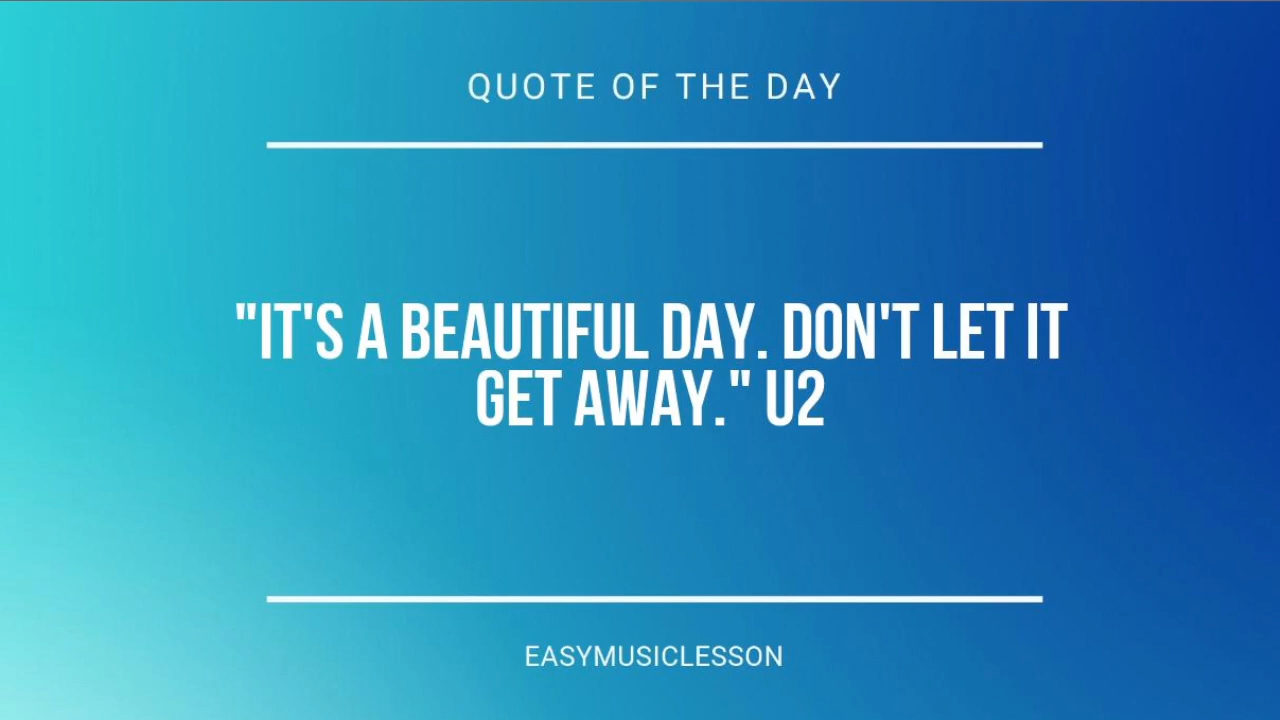 QUOTE OF THE DAY
"IT'S A BEAUTIFUL DAY. DON'T LET IT
GET AWAY." U2
EASYMUSICLESSON